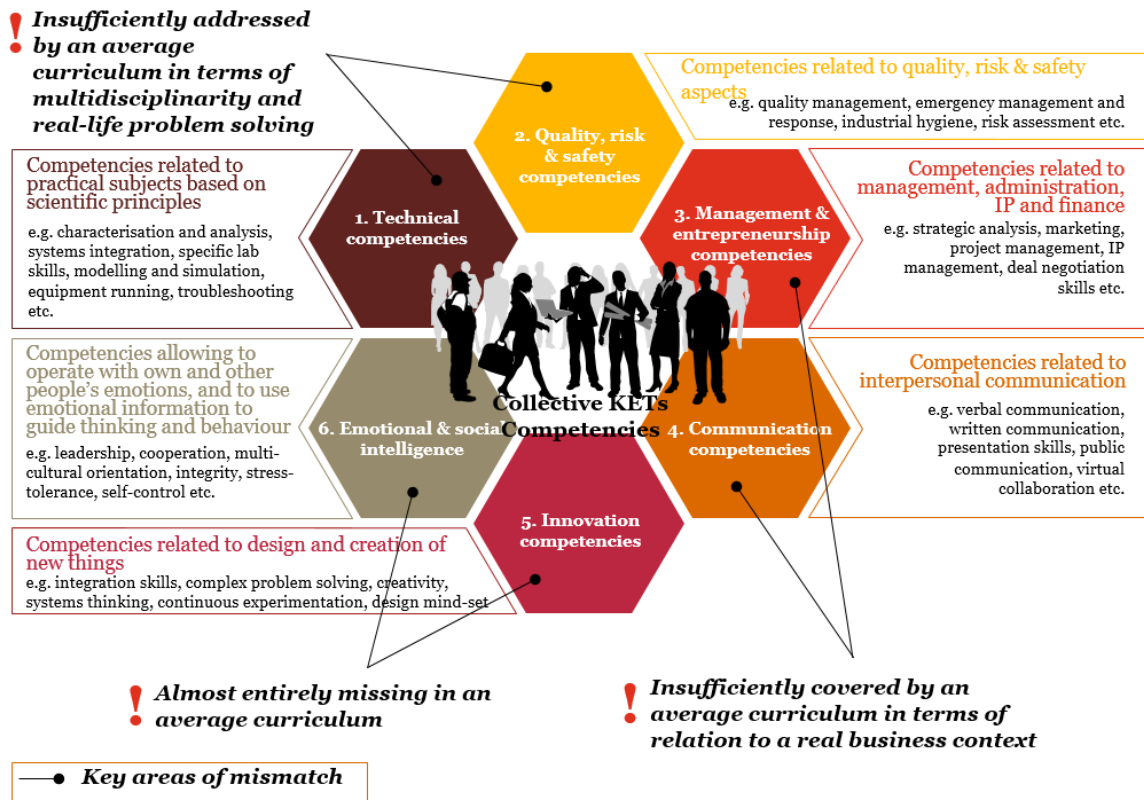 ! Insufficiently addressed
by an average
curriculum in terms of
multidisciplinarity and
real-life problem solving
Competencies related to quality, risk & safety
aspects
e.g. quality management, emergency management and
response, industrial hygiene, risk assessment etc.
2. Quality, risk
& safety
competencies
Competencies related to
practical subjects based on
scientific principles
e.g. characterisation and analysis,
systems integration, specific lab
skills, modelling and simulation,
equipment running, troubleshooting
etc.
1. Technical
competencies
3. Management &
entrepreneurship
competencies
Competencies related to
management, administration,
IP and finance
e.g. strategic analysis, marketing,
project management, IP
management, deal negotiation
skills etc.
Competencies allowing to
operate with own and other
people's emotions, and to use
emotional information to
guide thinking and behaviour
e.g. leadership, cooperation, multi-
cultural orientation, integrity, stress-
tolerance, self-control etc.
6. Emotional & social
intelligence
Collective KETs
Competencies
4. Communication
competencies
Competencies related to
interpersonal communication
e.g. verbal communication,
written communication,
presentation skills, public
communication, virtual
collaboration etc.
5. Innovation
competencies
Competencies related to design and creation of
new things
e.g. integration skills, complex problem solving, creativity,
systems thinking, continuous experimentation, design mind-set
! Almost entirely missing in an
average curriculum
! Insufficiently covered by an
average curriculum in terms of
relation to a real business context
Key areas of mismatch